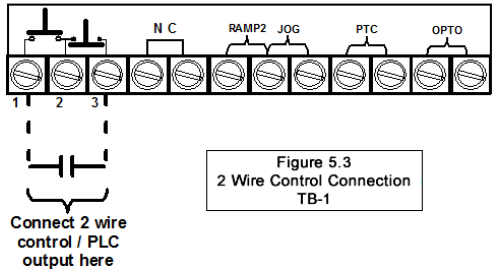 N C RAMP2 JOG PTC OPTO
1 2 3
Figure 5.3
2 Wire Control Connection
TB-1
Connect 2 wire
control / PLC
output here